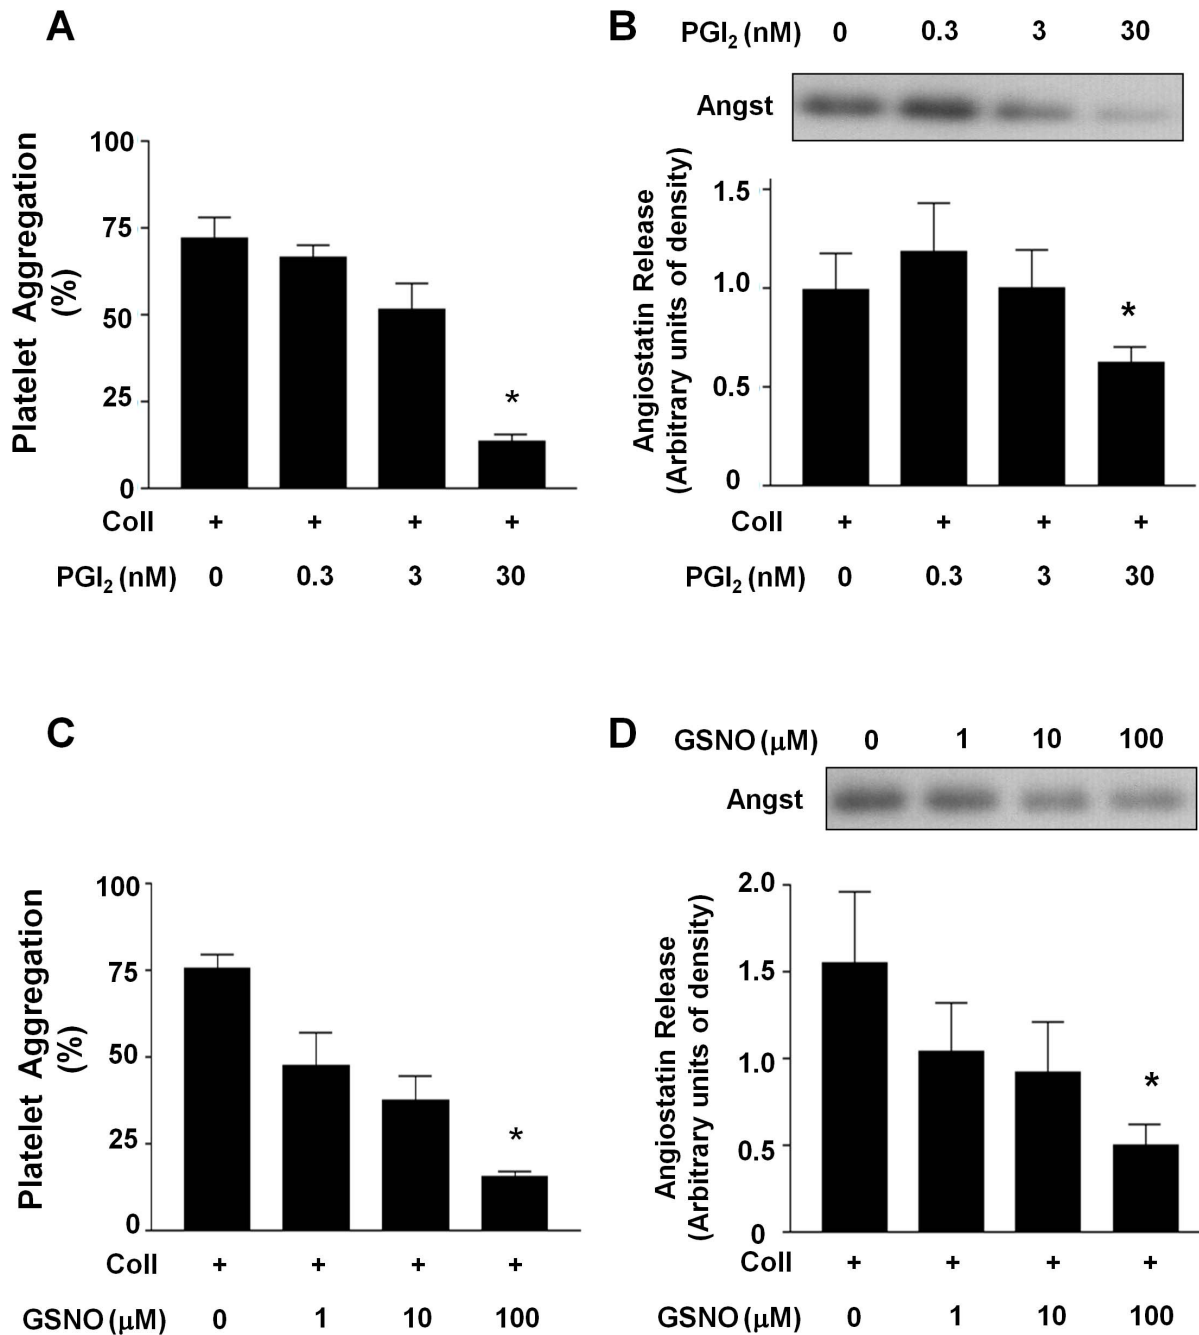 A
Platelet Aggregation
(%)
100
75
50
25
0
*
Coll + + + +
PGI₂ (nM) 0 0.3 3 30
B
PGI₂ (nM) 0 0.3 3 30
Angst
Angiostatin Release
(Arbitrary units of density)
1.5
1.0
0.5
0
*
Coll + + + +
PGI₂ (nM) 0 0.3 3 30
C
Platelet Aggregation
(%)
100
75
50
25
0
*
Coll + + + +
GSNO (μM) 0 1 10 100
D
GSNO (μM) 0 1 10 100
Angst
Angiostatin Release
(Arbitrary units of density)
2.0
1.5
1.0
0.5
0
*
Coll + + + +
GSNO (μM) 0 1 10 100